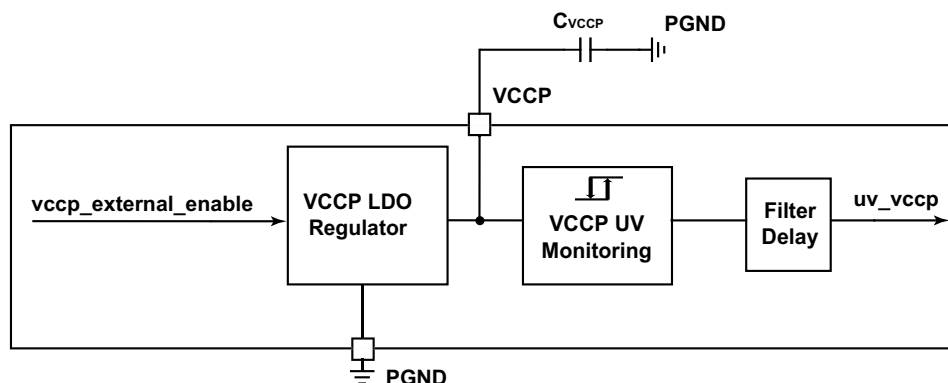 CVCCP
PGND
VCCP
vccp_external_enable
VCCP LDO
Regulator
VCCP UV
Monitoring
Filter
Delay
uv_vccp
PGND